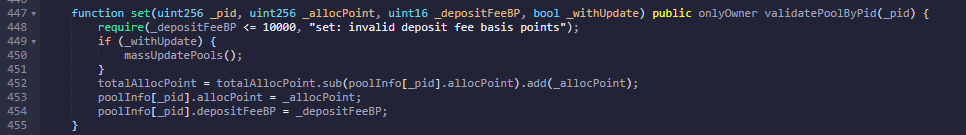 447 function set(uint256 _pid, uint256 _allocPoint, uint16 _depositFeeBP, bool _withUpdate) public onlyOwner validatePoolByPid(_pid) {
448 require(_depositFeeBP <= 10000, "set: invalid deposit fee basis points");
449 if (_withUpdate) {
450 massUpdatePools();
451 }
452 totalAllocPoint = totalAllocPoint.sub(poolInfo[_pid].allocPoint).add(_allocPoint);
453 poolInfo[_pid].allocPoint = _allocPoint;
454 poolInfo[_pid].depositFeeBP = _depositFeeBP;
455 }